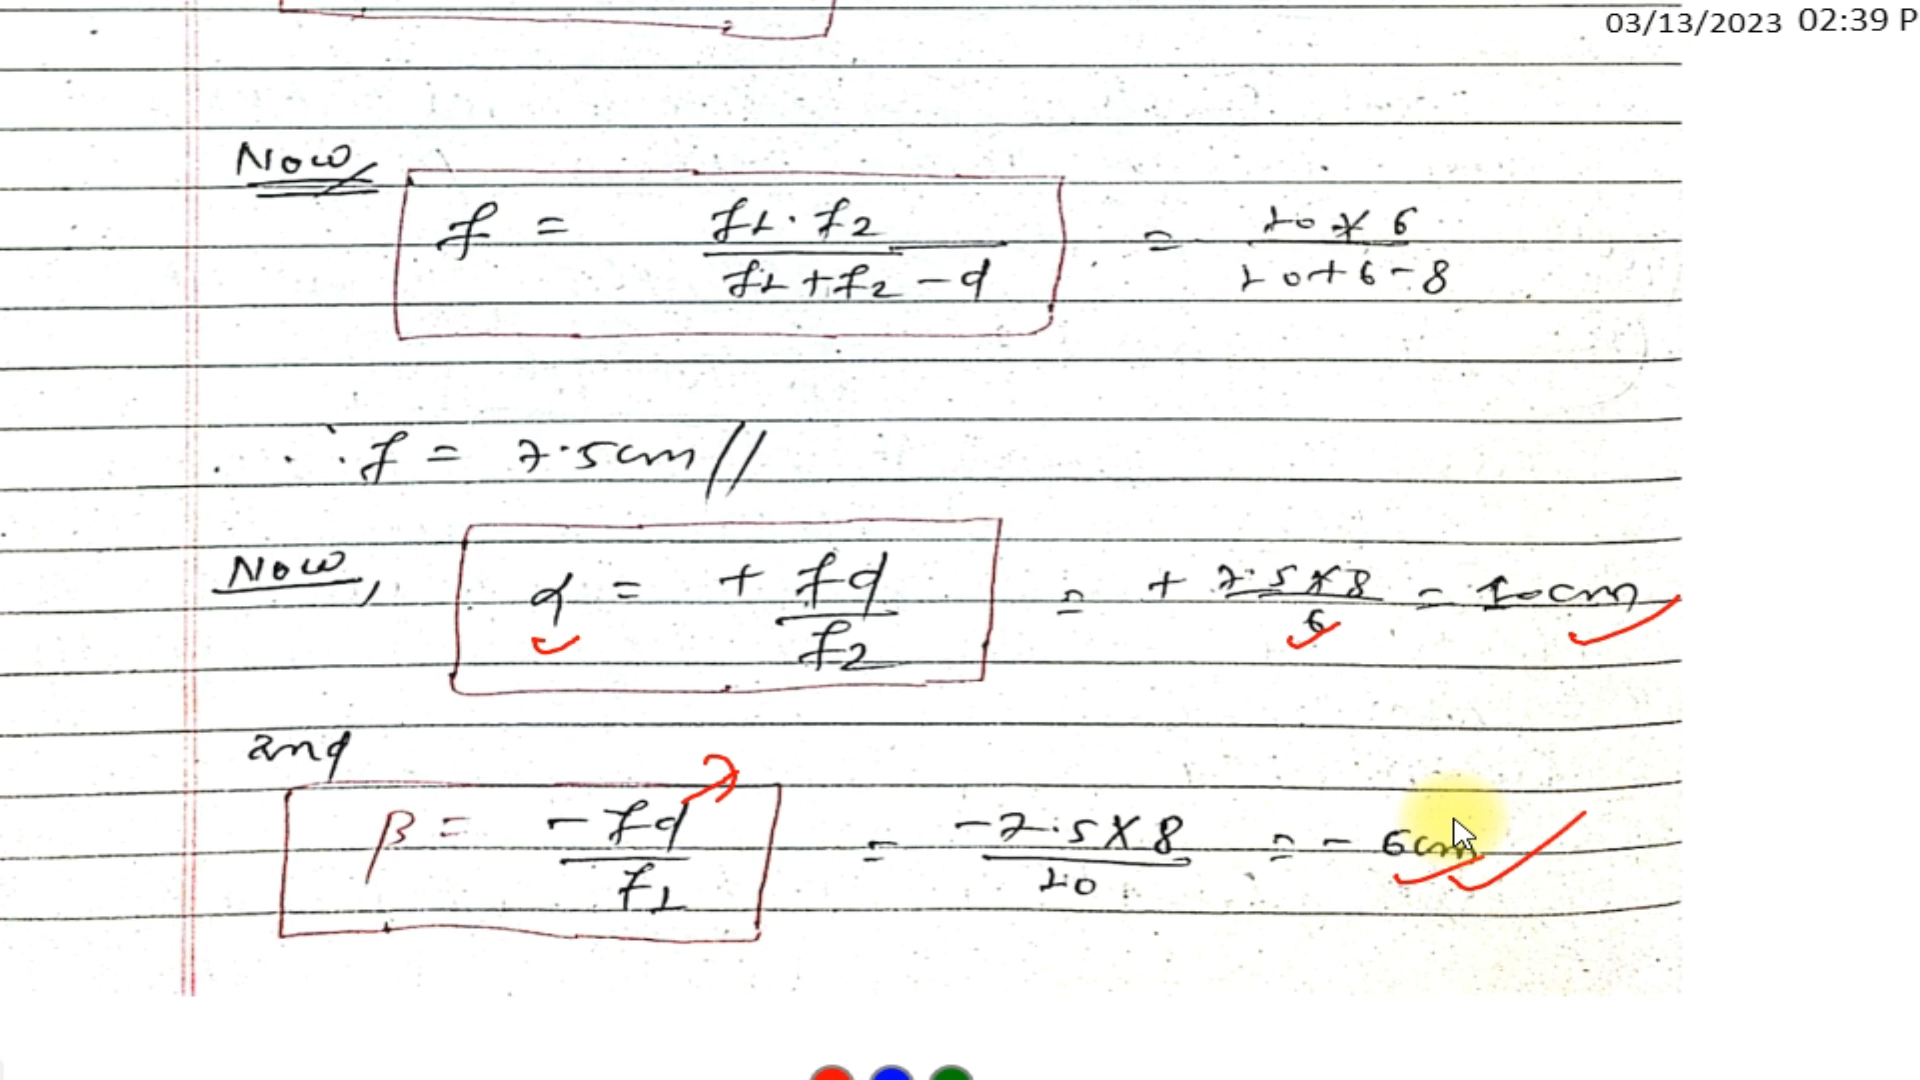 03/13/2023 02:39 P
Now
f = f1 · f2 / f1 + f2 - d = 10 × 6 / 10 + 6 - 8
∴ f = 7.5cm //
Now,
α = + fd / f2 = + 7.5 × 8 / 6 = 10cm
and
β = - fd / f1 = - 7.5 × 8 / 10 = - 6cm